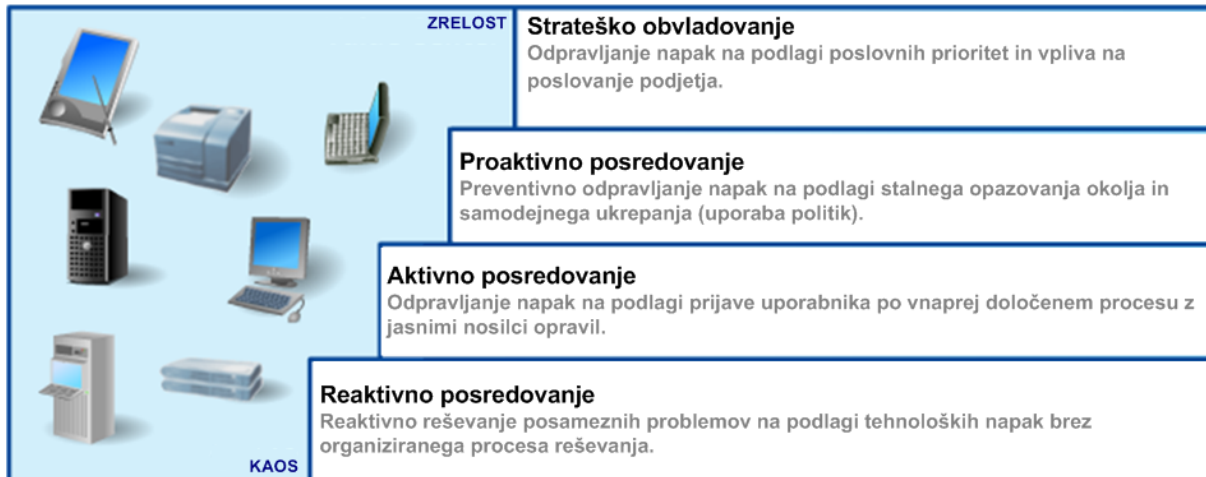 ZRELOST
Strateško obvladovanje
Odpravljanje napak na podlagi poslovnih prioritet in vpliva na
poslovanje podjetja.
Proaktivno posredovanje
Preventivno odpravljanje napak na podlagi stalnega opazovanja okolja in
samodejnega ukrepanja (uporaba politik).
Aktivno posredovanje
Odpravljanje napak na podlagi prijave uporabnika po vnaprej določenem procesu z
jasnimi nosilci opravil.
Reaktivno posredovanje
Reaktivno reševanje posameznih problemov na podlagi tehnoloških napak brez
organiziranega procesa reševanja.
KAOS